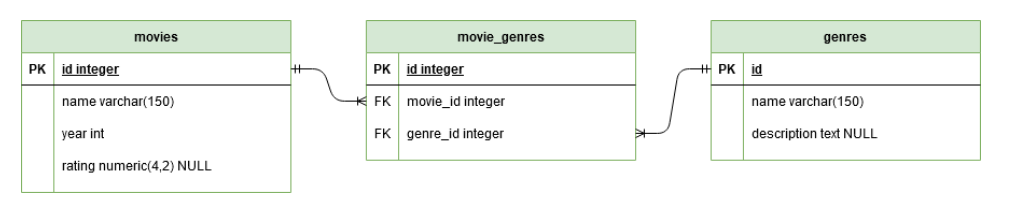 movies
PK id integer
name varchar(150)
year int
rating numeric(4,2) NULL
movie_genres
PK id integer
FK movie_id integer
FK genre_id integer
genres
PK id
name varchar(150)
description text NULL